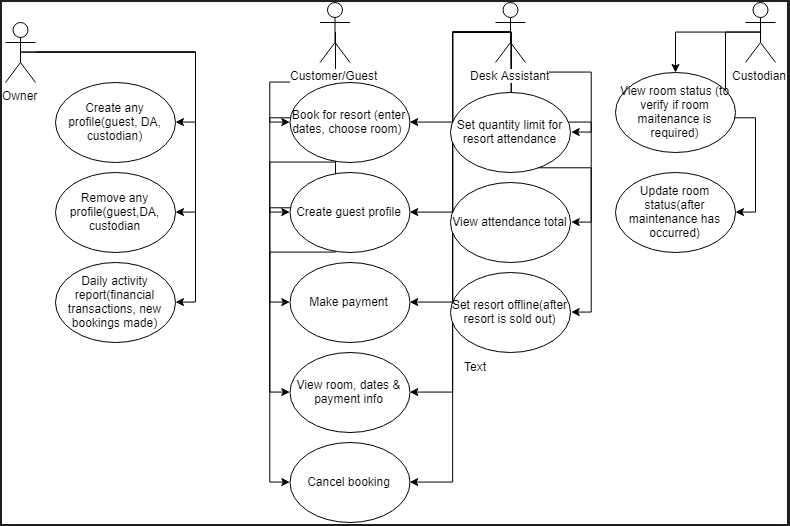 Owner
Customer/Guest
Desk Assistant
Custodian
Create any
profile(guest, DA,
custodian)
Remove any
profile(guest,DA,
custodian
Daily activity
report(financial
transactions, new
bookings made)
Book for resort (enter
dates, choose room)
Create guest profile
Make payment
View room, dates &
payment info
Cancel booking
Set quantity limit for
resort attendance
View attendance total
Set resort offline(after
resort is sold out)
Text
View room status (to
verify if room
maitenance is
required)
Update room
status(after
maintenance has
occurred)